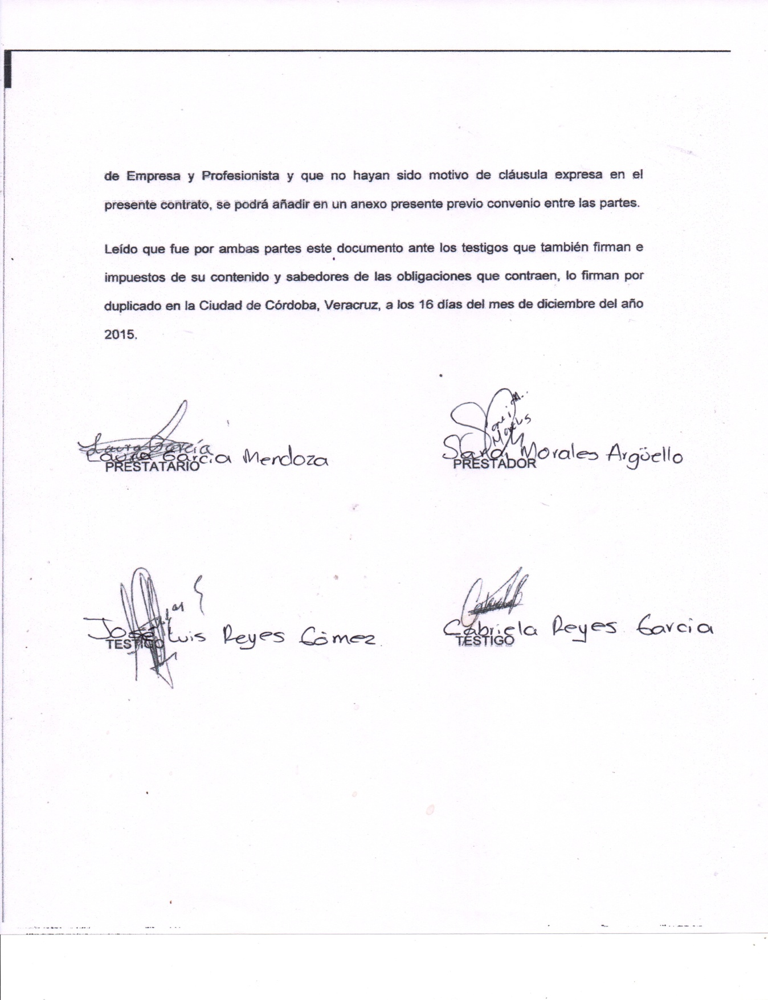 de Empresa y Profesionista y que no hayan sido motivo de cláusula expresa en el
presente contrato, se podrá añadir en un anexo presente previo convenio entre las partes.
Leído que fue por ambas partes este documento ante los testigos que también firman e
impuestos de su contenido y sabedores de las obligaciones que contraen, lo firman por
duplicado en la Ciudad de Córdoba, Veracruz, a los 16 días del mes de diciembre del año
2015.
Laura García
Laura García Mendoza
PRESTATARIO
Morales
Sarai Morales Argüello
PRESTADOR
José Luis Reyes Gómez
TESTIGO
Gabriela Reyes Garcia
TESTIGO